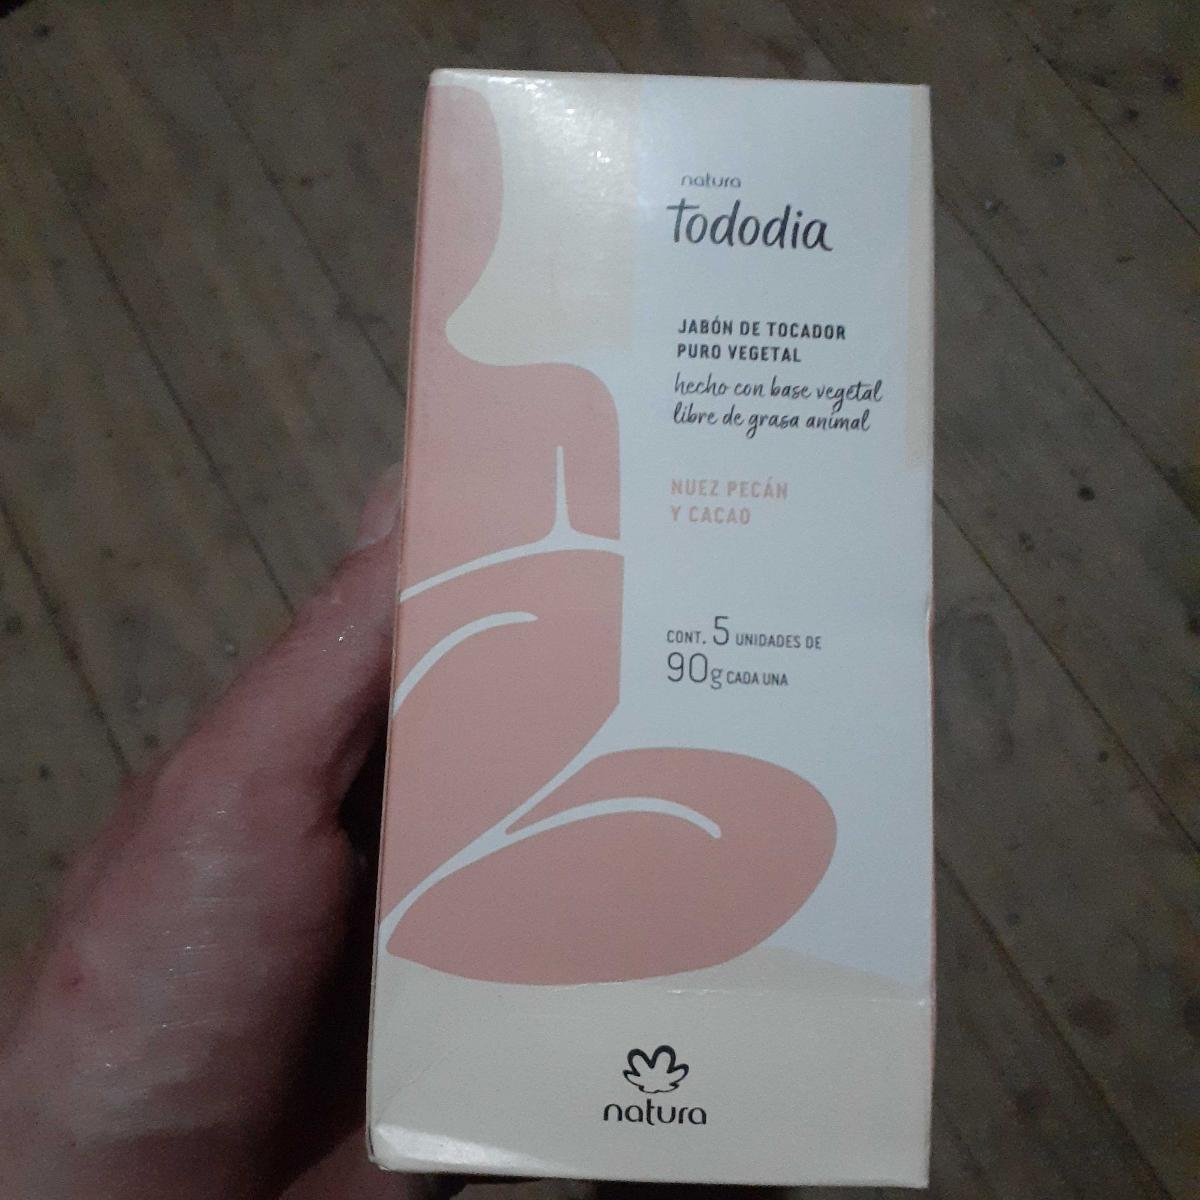 natura
tododia
JABÓN DE TOCADOR
PURO VEGETAL
hecho con base vegetal
libre de grasa animal
NUEZ PECÁN
Y CACAO
CONT. 5 UNIDADES DE
90g CADA UNA
natura